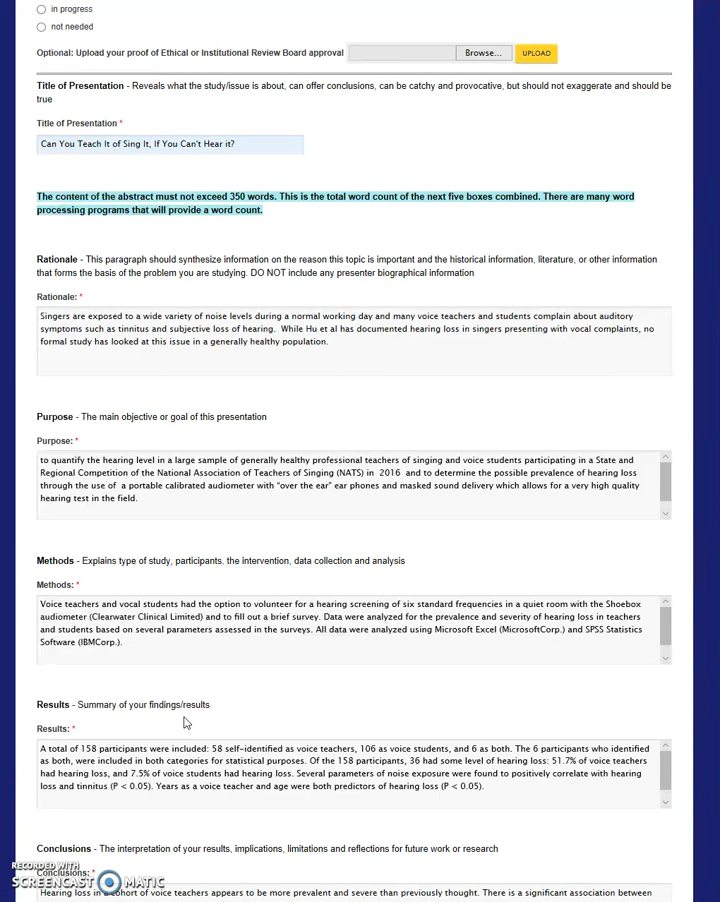 in progress
not needed
Optional: Upload your proof of Ethical or Institutional Review Board approval Browse... UPLOAD
Title of Presentation - Reveals what the study/issue is about, can offer conclusions, can be catchy and provocative, but should not exaggerate and should be
true
Title of Presentation *
Can You Teach It of Sing It, If You Can't Hear it?
The content of the abstract must not exceed 350 words. This is the total word count of the next five boxes combined. There are many word
processing programs that will provide a word count.
Rationale - This paragraph should synthesize information on the reason this topic is important and the historical information, literature, or other information
that forms the basis of the problem you are studying. DO NOT include any presenter biographical information
Rationale: *
Singers are exposed to a wide variety of noise levels during a normal working day and many voice teachers and students complain about auditory
symptoms such as tinnitus and subjective loss of hearing.  While Hu et al has documented hearing loss in singers presenting with vocal complaints, no
formal study has looked at this issue in a generally healthy population.
Purpose - The main objective or goal of this presentation
Purpose: *
to quantify the hearing level in a large sample of generally healthy professional teachers of singing and voice students participating in a State and
Regional Competition of the National Association of Teachers of Singing (NATS) in  2016  and to determine the possible prevalence of hearing loss
through the use of  a portable calibrated audiometer with “over the ear” ear phones and masked sound delivery which allows for a very high quality
hearing test in the field.
Methods - Explains type of study, participants, the intervention, data collection and analysis
Methods: *
Voice teachers and vocal students had the option to volunteer for a hearing screening of six standard frequencies in a quiet room with the Shoebox
audiometer (Clearwater Clinical Limited) and to fill out a brief survey. Data were analyzed for the prevalence and severity of hearing loss in teachers
and students based on several parameters assessed in the surveys. All data were analyzed using Microsoft Excel (MicrosoftCorp.) and SPSS Statistics
Software (IBMCorp.).
Results - Summary of your findings/results
Results: *
A total of 158 participants were included: 58 self-identified as voice teachers, 106 as voice students, and 6 as both. The 6 participants who identified
as both, were included in both categories for statistical purposes. Of the 158 participants, 36 had some level of hearing loss: 51.7% of voice teachers
had hearing loss, and 7.5% of voice students had hearing loss. Several parameters of noise exposure were found to positively correlate with hearing
loss and tinnitus (P < 0.05). Years as a voice teacher and age were both predictors of hearing loss (P < 0.05).
Conclusions - The interpretation of your results, implications, limitations and reflections for future work or research
RECORDED WITH
Conclusions: *
SCREENCAST MATIC
Hearing loss in a cohort of voice teachers appears to be more prevalent and severe than previously thought. There is a significant association between